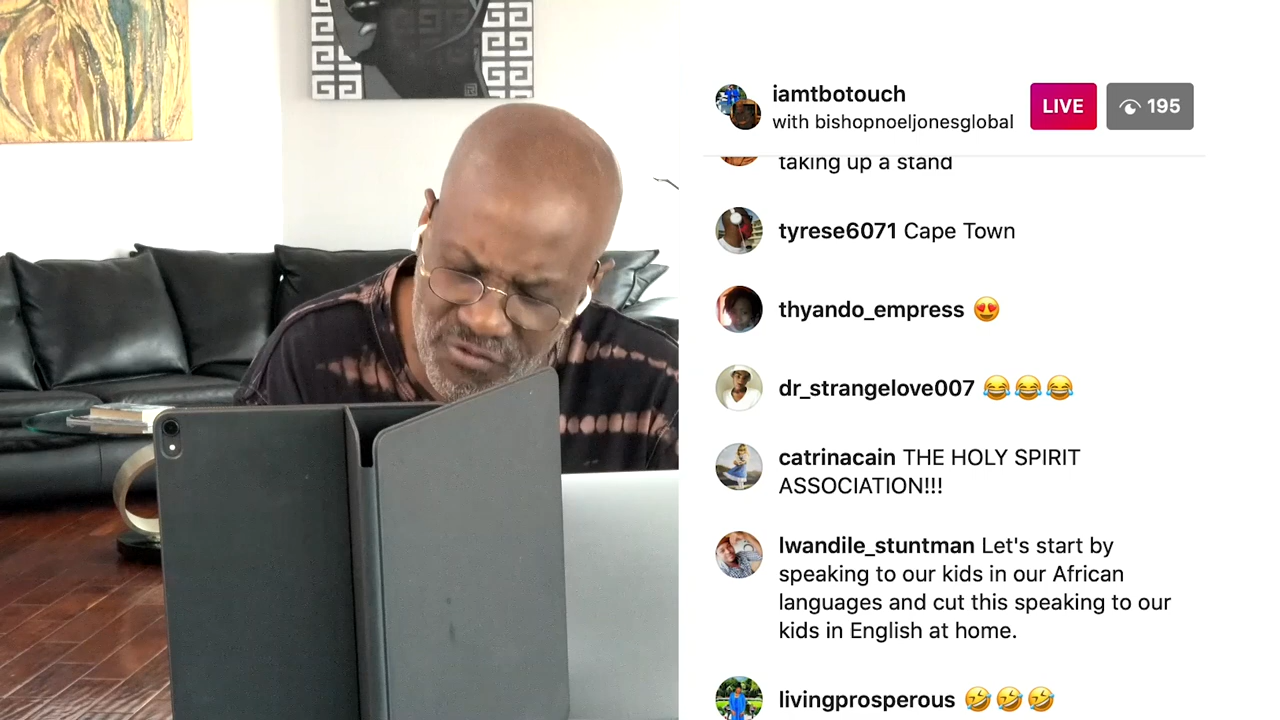 iamtbotouch
with bishopnoeljonesglobal
LIVE
195
taking up a stand
tyrese6071 Cape Town
thyando_empress 😍
dr_strangelove007 😂😂😂
catrinacain THE HOLY SPIRIT
ASSOCIATION!!!
lwandile_stuntman Let's start by
speaking to our kids in our African
languages and cut this speaking to our
kids in English at home.
livingprosperous 🤣🤣🤣